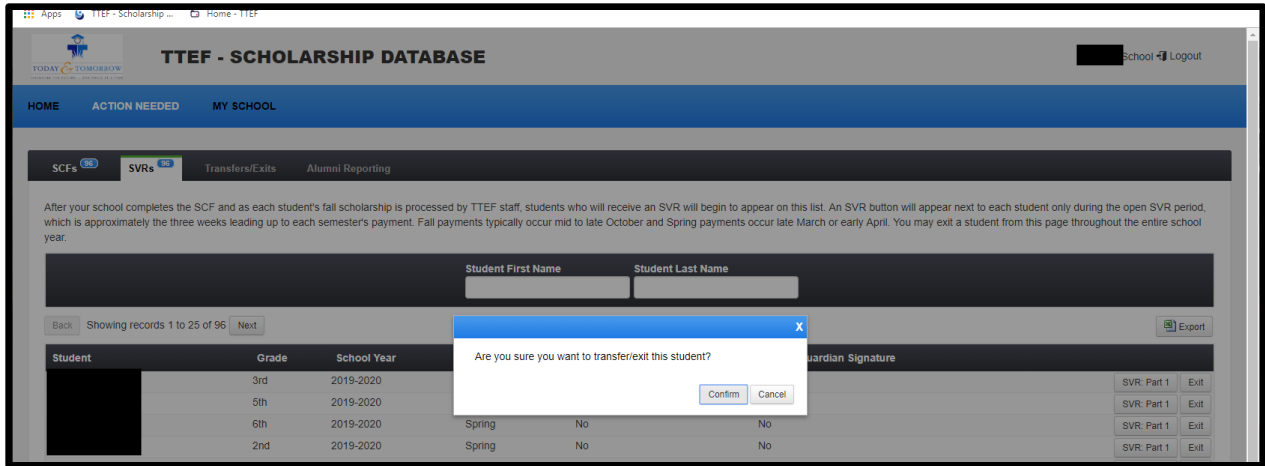 Apps TTEF - Scholarship ... Home - TTEF
TODAY & TOMORROW
TTEF - SCHOLARSHIP DATABASE
School Logout
HOME ACTION NEEDED MY SCHOOL
SCFs 96 SVRs 96 Transfers/Exits Alumni Reporting
After your school completes the SCF and as each student's fall scholarship is processed by TTEF staff, students who will receive an SVR will begin to appear on this list. An SVR button will appear next to each student only during the open SVR period,
which is approximately the three weeks leading up to each semester's payment. Fall payments typically occur mid to late October and Spring payments occur late March or early April. You may exit a student from this page throughout the entire school
year.
Student First Name Student Last Name
Back Showing records 1 to 25 of 96 Next Export
X
Are you sure you want to transfer/exit this student?
Confirm Cancel
Student Grade School Year uardian Signature
3rd 2019-2020 SVR: Part 1 Exit
5th 2019-2020 SVR: Part 1 Exit
6th 2019-2020 Spring No No SVR: Part 1 Exit
2nd 2019-2020 Spring No No SVR: Part 1 Exit